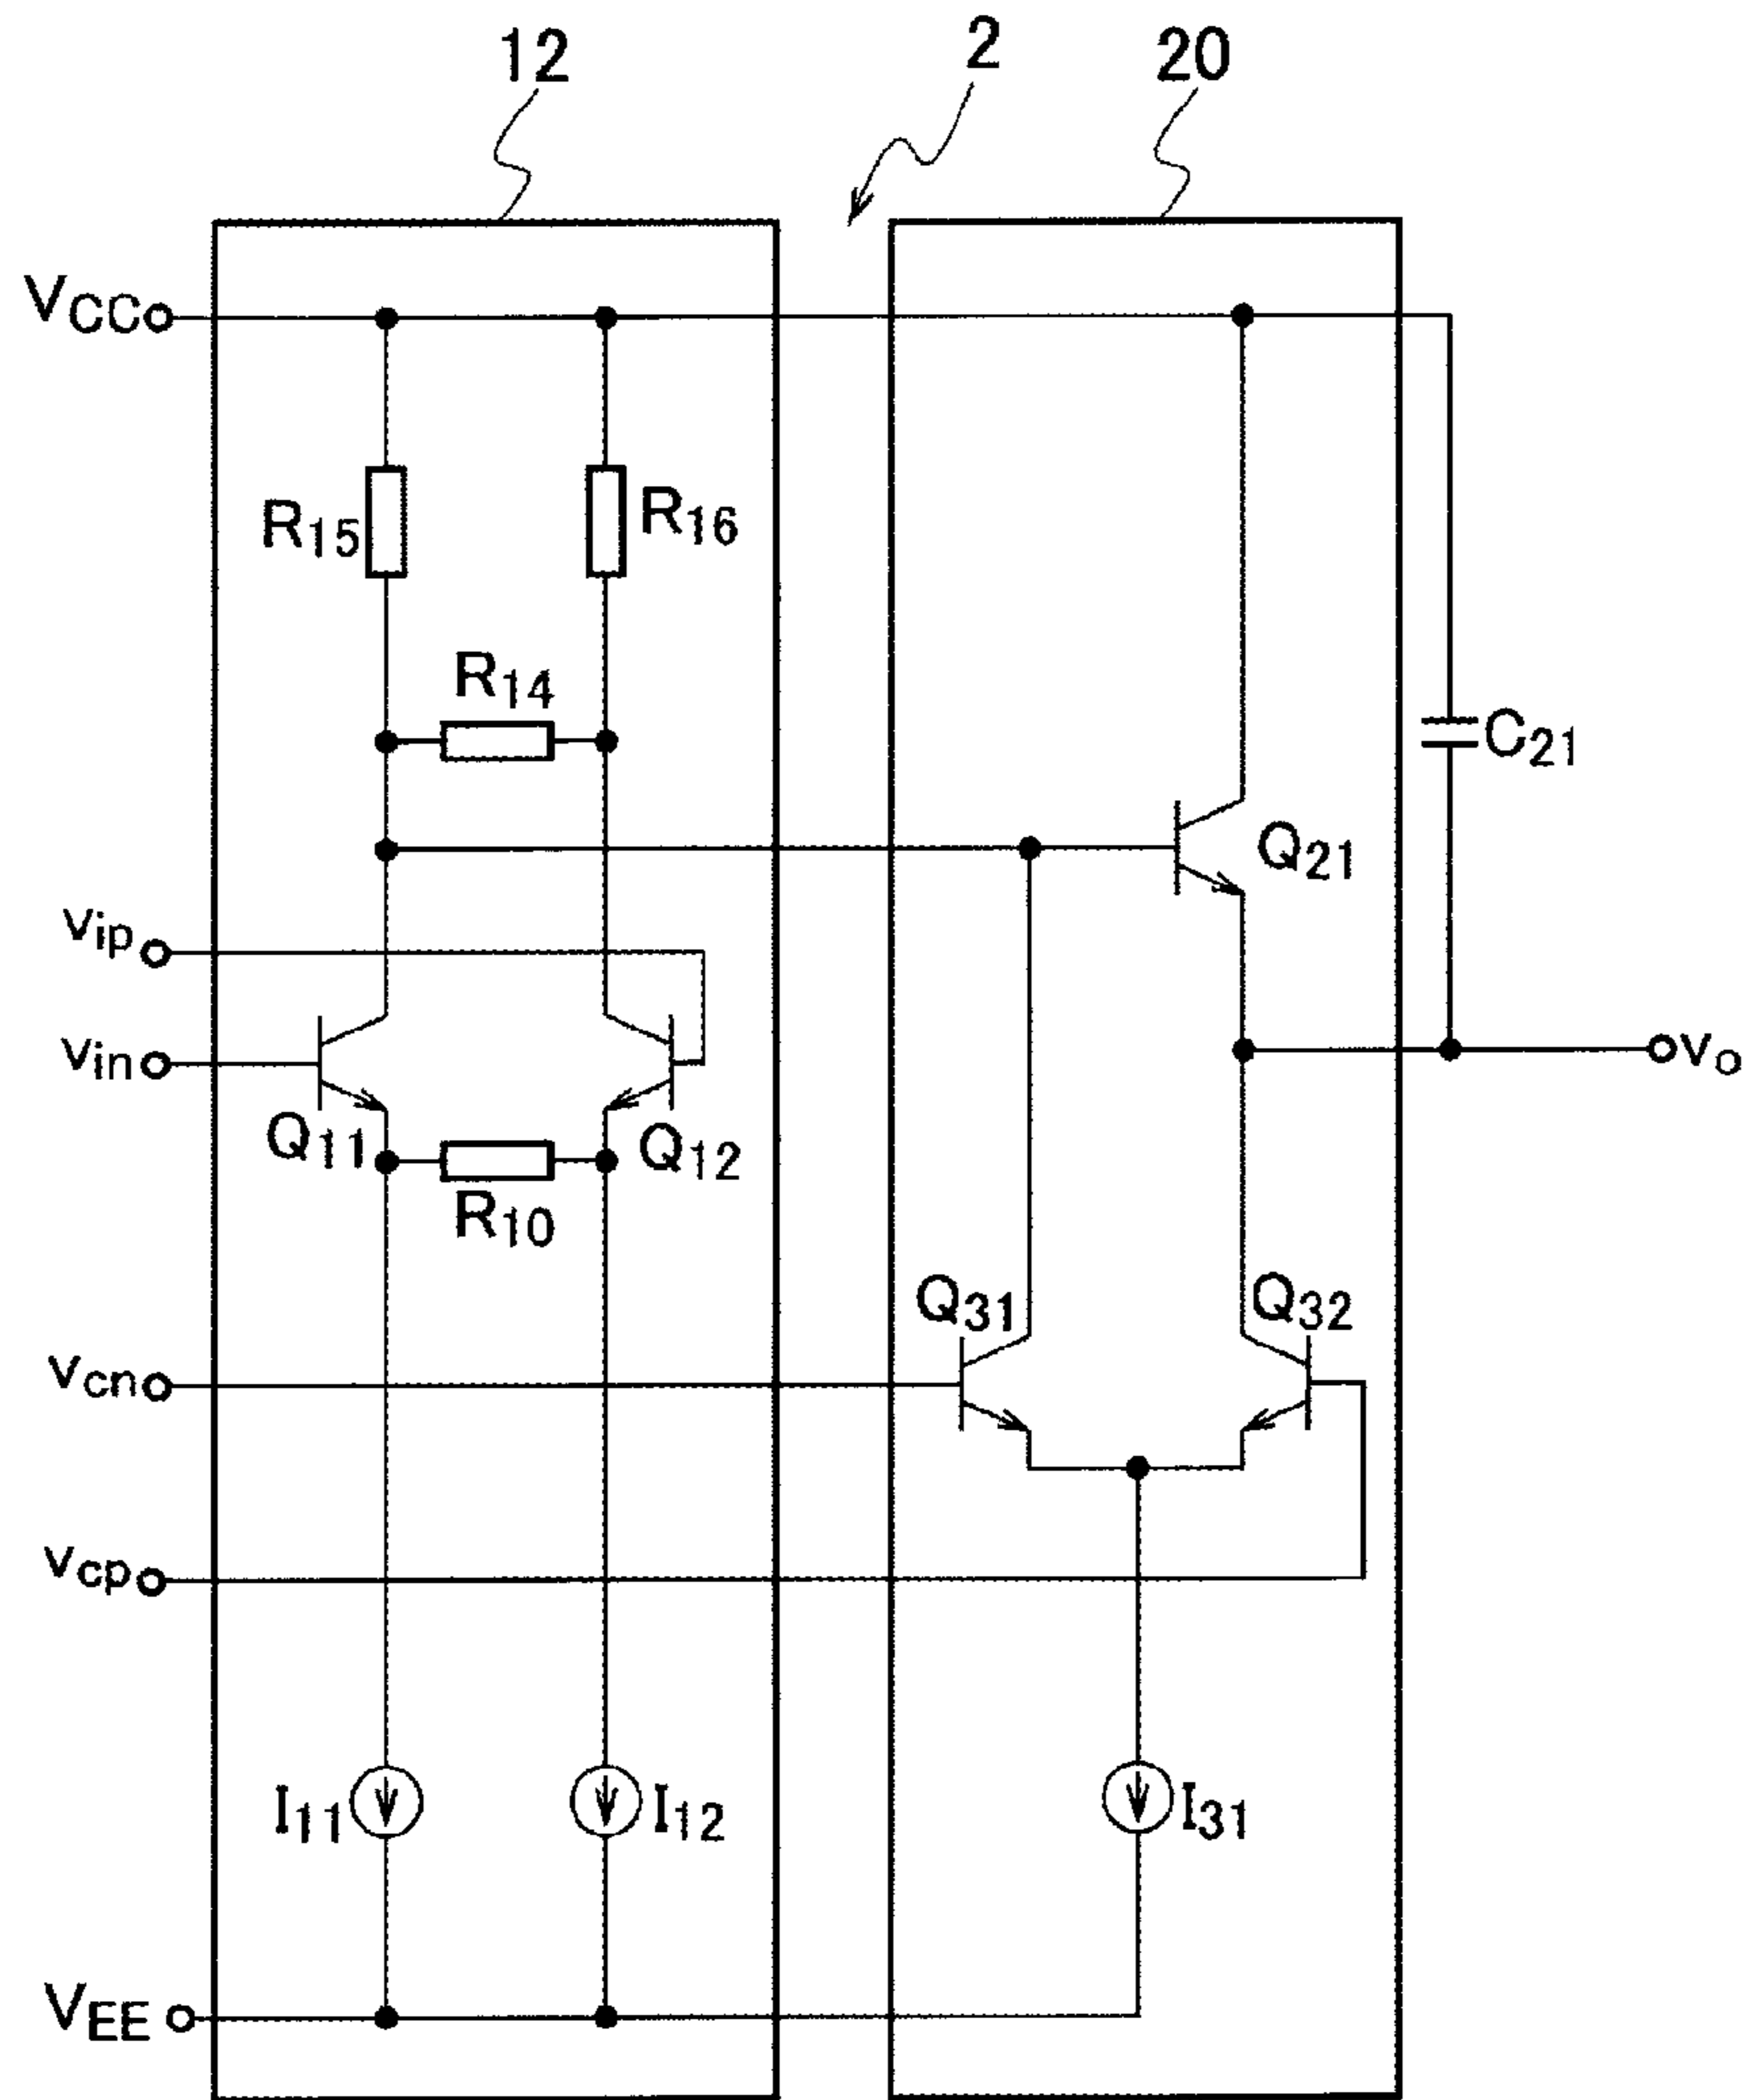 12
2
20
VCC
R15
R16
R14
C21
Q21
vip
vin
vo
Q11
Q12
R10
Q31
Q32
vcn
vcp
I11
I12
I31
VEE